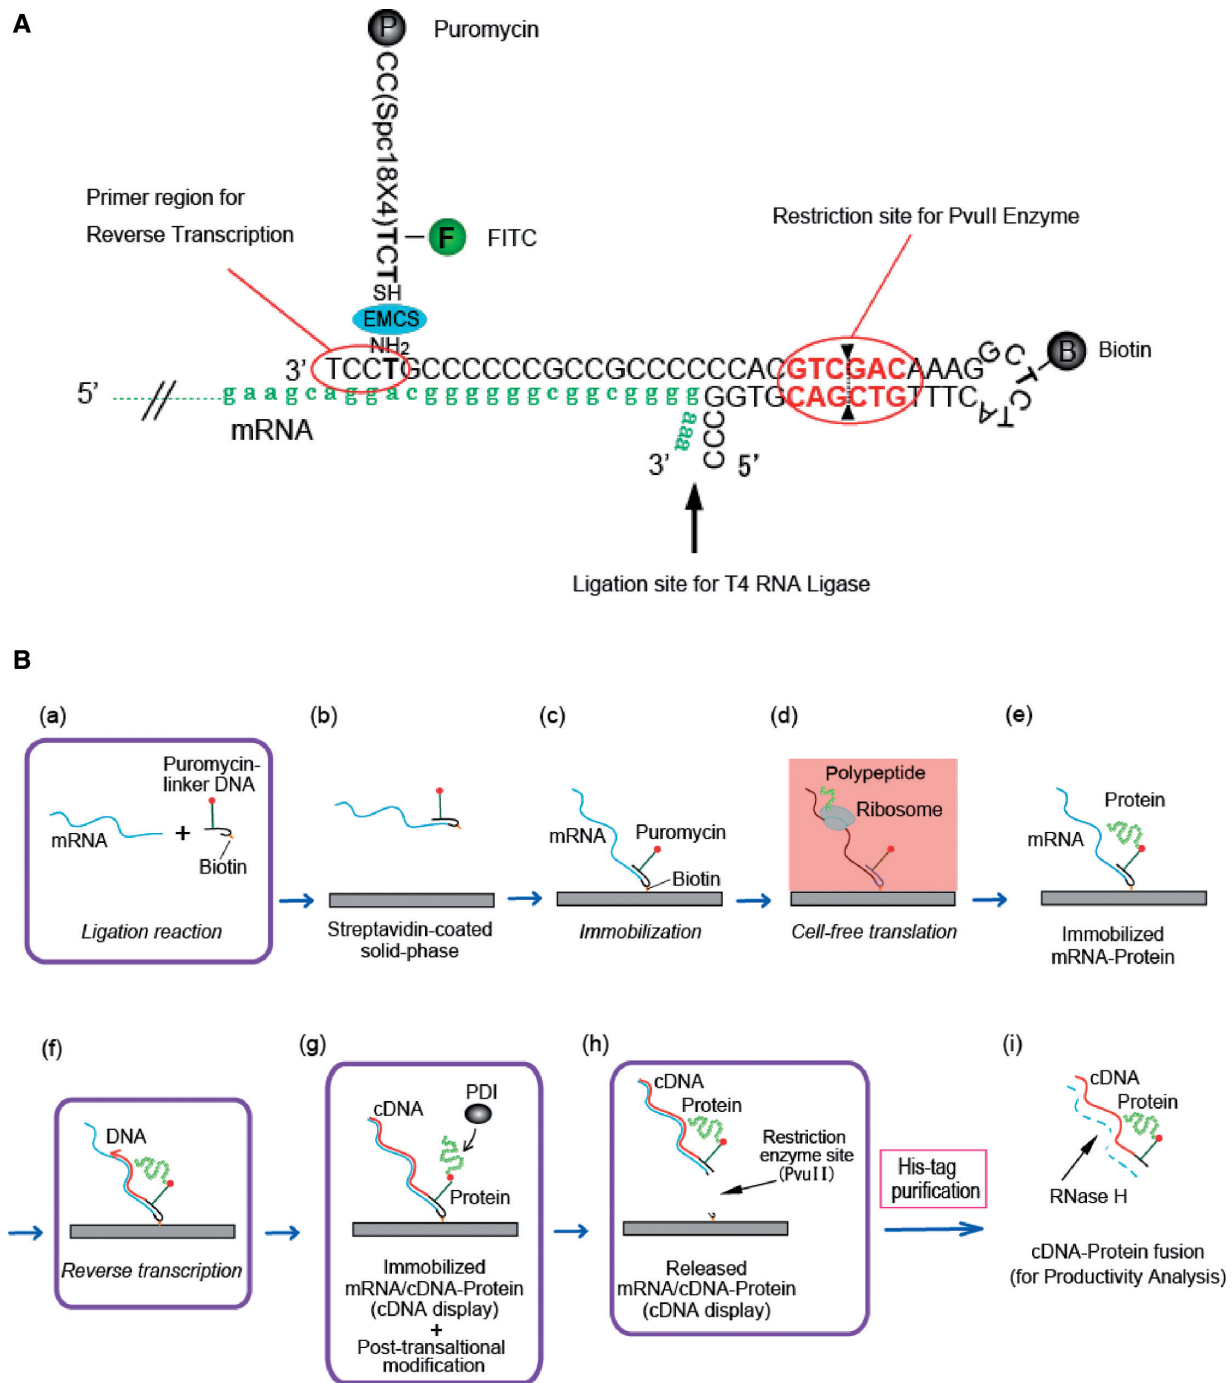 A
P Puromycin
CC(Spc18X4)TCT
F FITC
Primer region for
Reverse Transcription
Restriction site for PvuII Enzyme
SH
EMCS
NH2
B Biotin
3' TCCTGCCCCCCGCCGCCCCCCACGTCGACAAAG
GCTCTA
5' gaagcaggacggggggcggcgggg GGTGCAGCTGTTTC
mRNA
aaa
3'
CCC
5'
Ligation site for T4 RNA Ligase
B
(a)
(b)
(c)
(d)
(e)
Puromycin-
linker DNA
mRNA
+
Biotin
Ligation reaction
Streptavidin-coated
solid-phase
mRNA
Puromycin
Biotin
Immobilization
Polypeptide
Ribosome
Cell-free translation
Protein
mRNA
Immobilized
mRNA-Protein
(f)
(g)
(h)
(i)
DNA
Reverse transcription
PDI
cDNA
Protein
Immobilized
mRNA/cDNA-Protein
(cDNA display)
+
Post-transaltional
modification
cDNA
Protein
Restriction
enzyme site
(PvuII)
Released
mRNA/cDNA-Protein
(cDNA display)
His-tag
purification
cDNA
Protein
RNase H
cDNA-Protein fusion
(for Productivity Analysis)